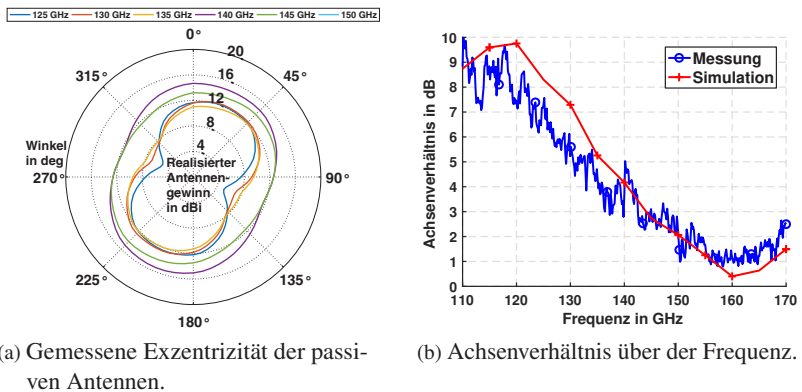 125 GHz 130 GHz 135 GHz 140 GHz 145 GHz 150 GHz
0°
45°
90°
135°
180°
225°
270°
315°
20
16
12
8
4
Winkel
in deg
Realisierter
Antennen-
gewinn
in dBi
(a) Gemessene Exzentrizität der passi-
ven Antennen.
Achsenverhältnis in dB
10
9
8
7
6
5
4
3
2
1
0
110 120 130 140 150 160 170
Frequenz in GHz
Messung
Simulation
(b) Achsenverhältnis über der Frequenz.